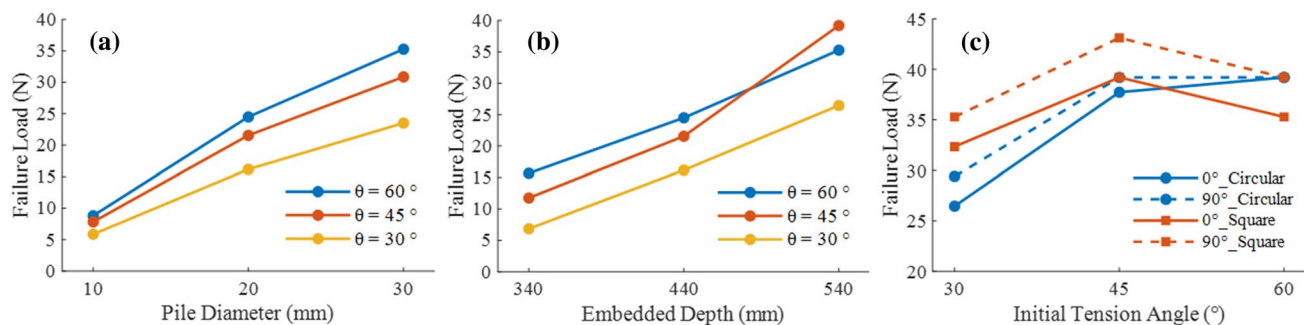 (a)
40
35
30
25
20
15
10
5
0
Failure Load (N)
10 20 30
Pile Diameter (mm)
θ = 60 °
θ = 45 °
θ = 30 °
(b)
40
35
30
25
20
15
10
5
0
Failure Load (N)
340 440 540
Embedded Depth (mm)
θ = 60 °
θ = 45 °
θ = 30 °
(c)
45
40
35
30
25
20
Failure Load (N)
30 45 60
Initial Tension Angle (°)
0°_Circular
90°_Circular
0°_Square
90°_Square